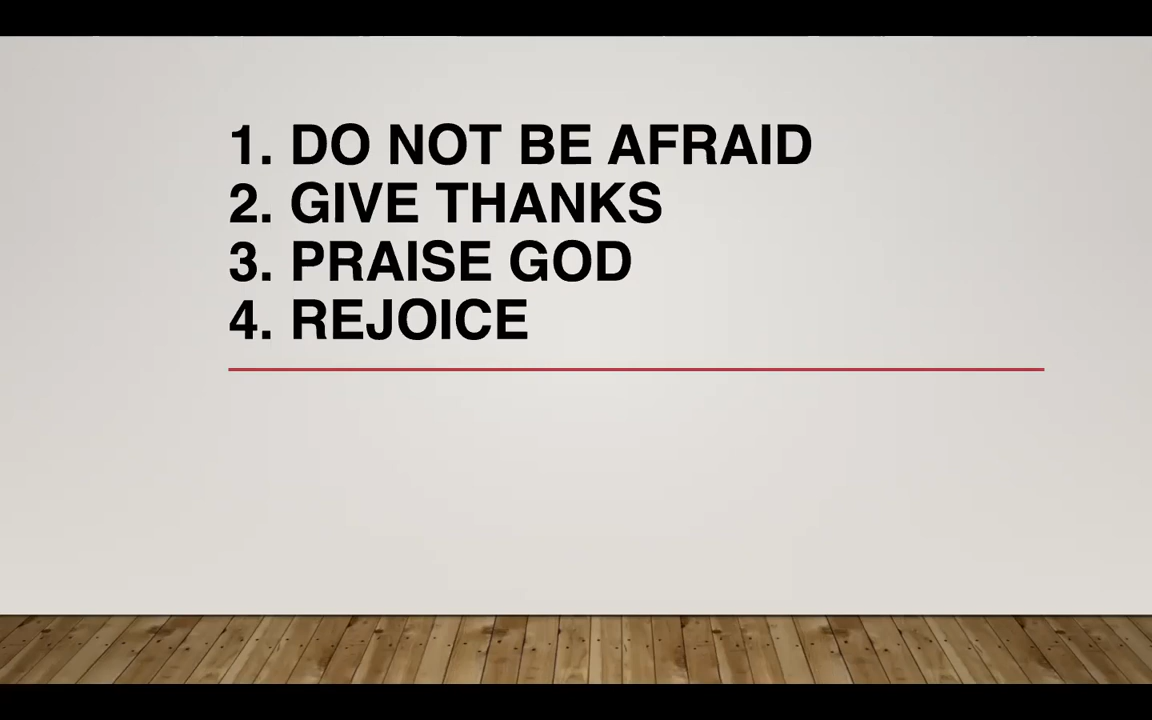 1. DO NOT BE AFRAID
2. GIVE THANKS
3. PRAISE GOD
4. REJOICE